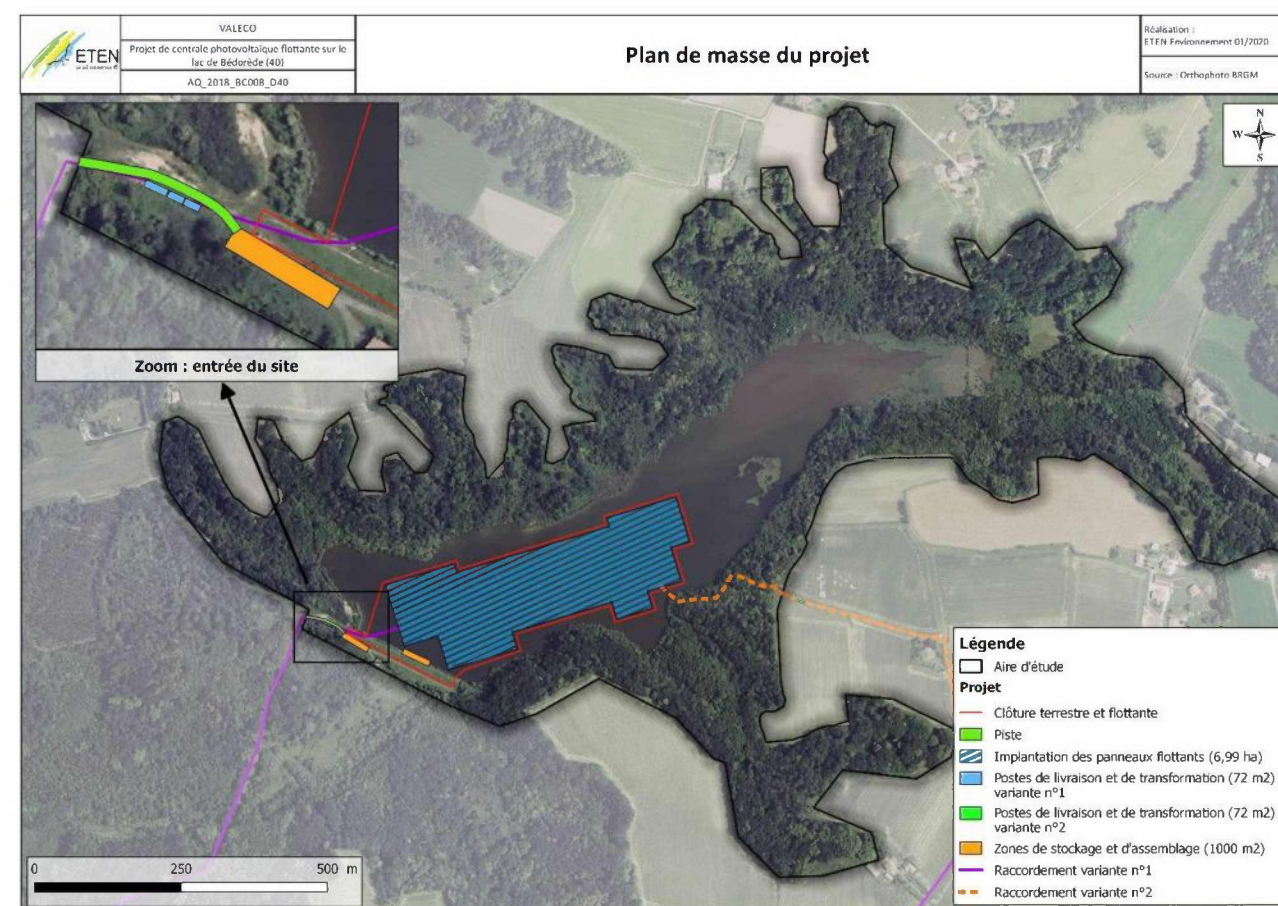 ETEN
VALECO
Projet de centrale photovoltaïque flottante sur le
lac de Bédorède (40)
AQ_2018_BC008_D40
Plan de masse du projet
Réalisation :
ETEN Environnement 01/2020
Source : Orthophoto BRGM
N
W E
S
Zoom : entrée du site
Légende
Aire d'étude
Projet
Clôture terrestre et flottante
Piste
Implantation des panneaux flottants (6,99 ha)
Postes de livraison et de transformation (72 m2)
variante n°1
Postes de livraison et de transformation (72 m2)
variante n°2
Zones de stockage et d'assemblage (1000 m2)
Raccordement variante n°1
Raccordement variante n°2
0 250 500 m